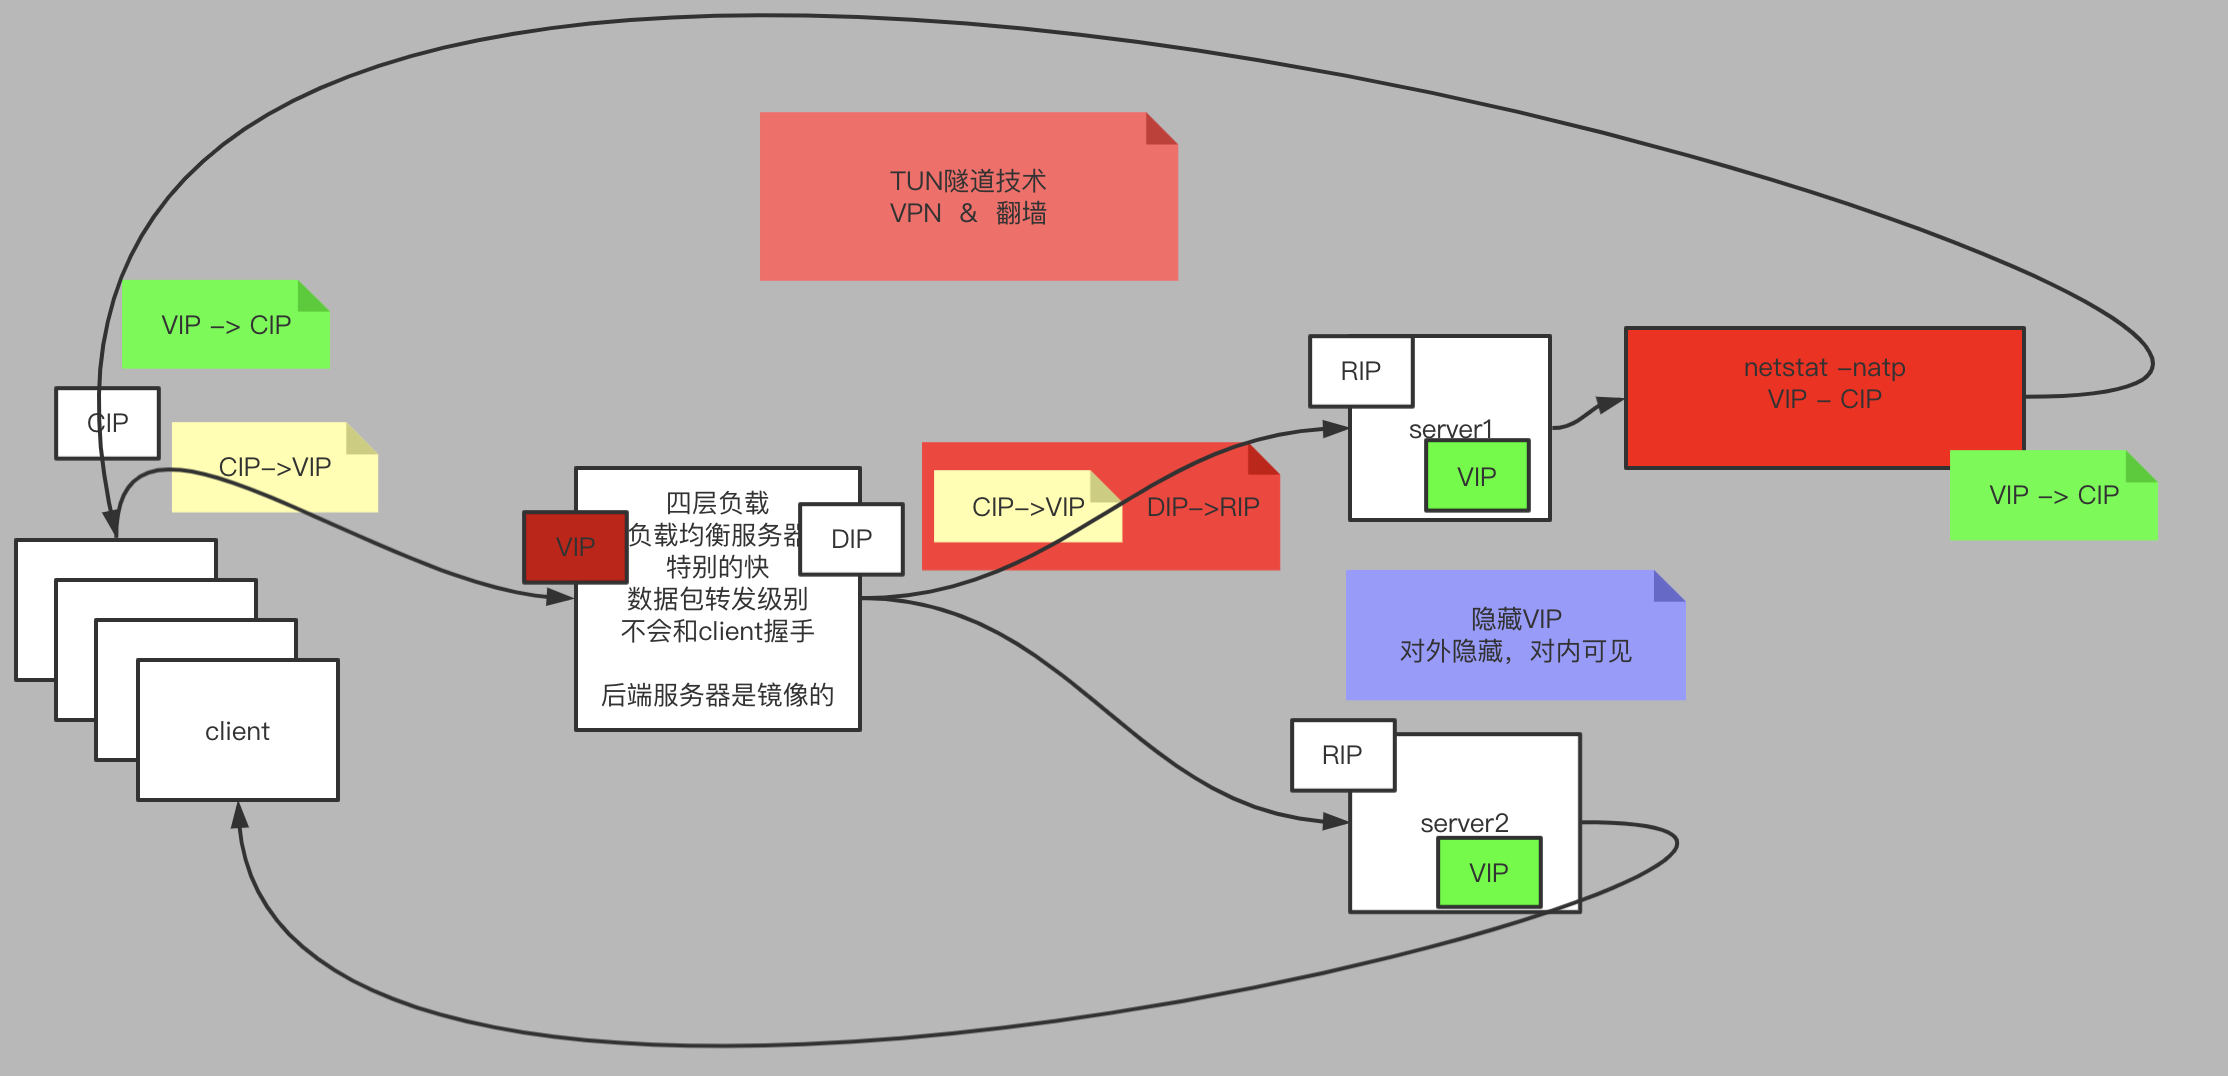 TUN隧道技术
VPN & 翻墙
VIP -> CIP
CIP
CIP->VIP
client
四层负载
负载均衡服务器
特别的快
数据包转发级别
不会和client握手
后端服务器是镜像的
VIP
DIP
CIP->VIP
DIP->RIP
RIP
server1
VIP
netstat -natp
VIP - CIP
VIP -> CIP
隐藏VIP
对外隐藏，对内可见
RIP
server2
VIP